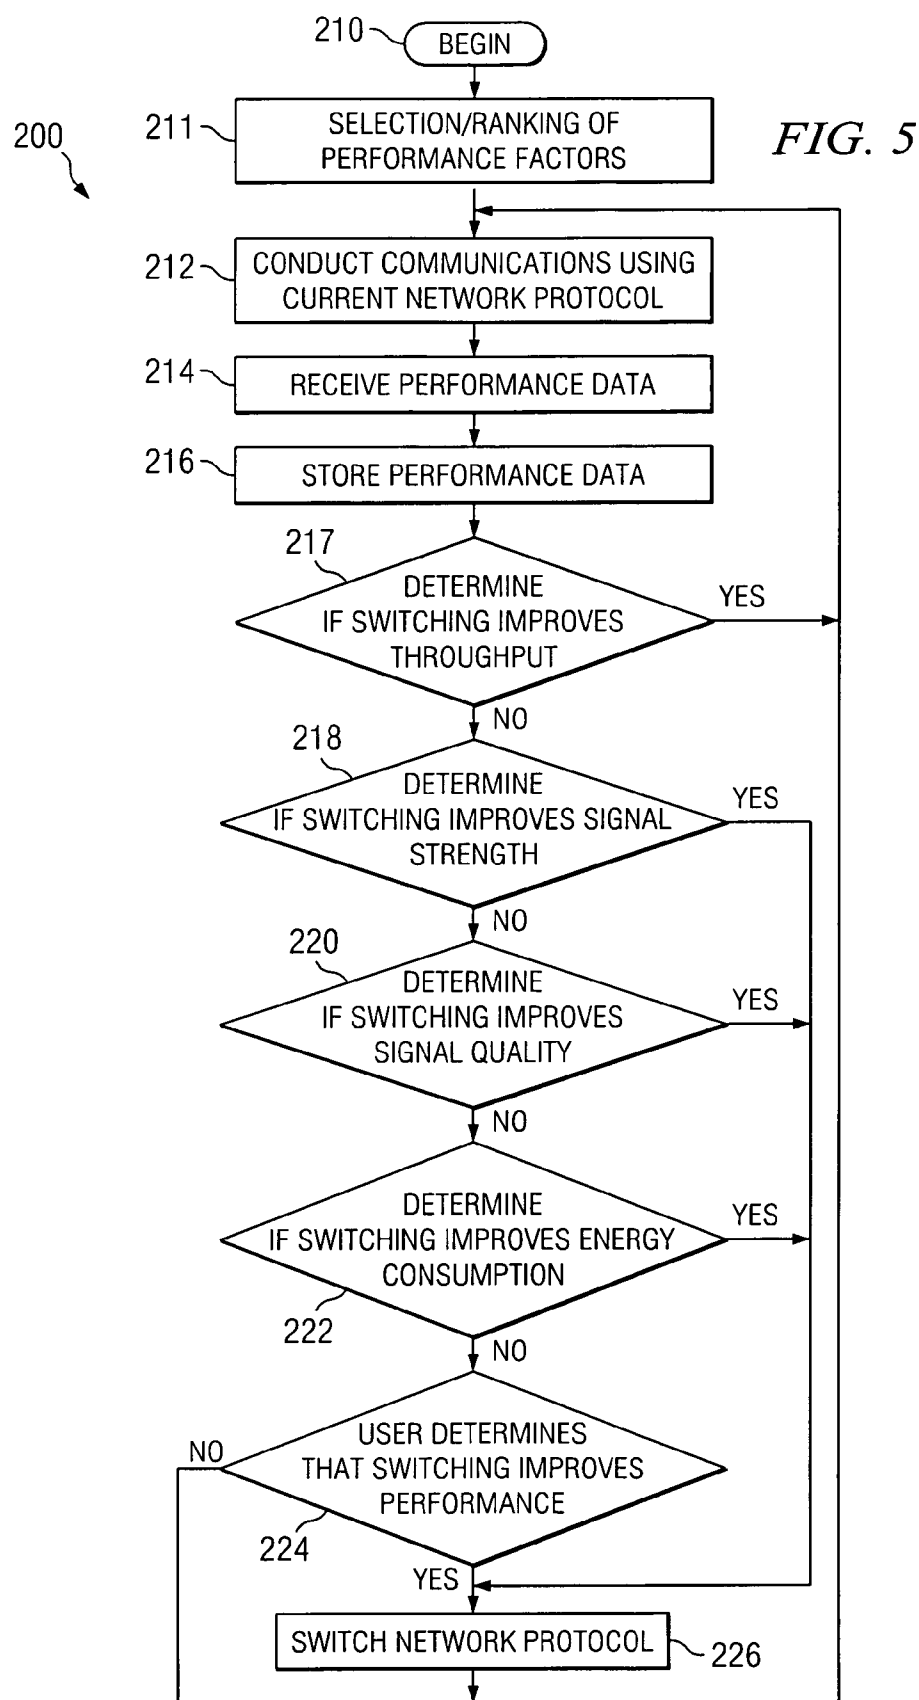 210
BEGIN
FIG. 5
200
211
SELECTION/RANKING OF
PERFORMANCE FACTORS
212
CONDUCT COMMUNICATIONS USING
CURRENT NETWORK PROTOCOL
214
RECEIVE PERFORMANCE DATA
216
STORE PERFORMANCE DATA
217
DETERMINE
IF SWITCHING IMPROVES
THROUGHPUT
YES
NO
218
DETERMINE
IF SWITCHING IMPROVES SIGNAL
STRENGTH
YES
NO
220
DETERMINE
IF SWITCHING IMPROVES
SIGNAL QUALITY
YES
NO
DETERMINE
IF SWITCHING IMPROVES ENERGY
CONSUMPTION
YES
222
NO
USER DETERMINES
THAT SWITCHING IMPROVES
PERFORMANCE
NO
224
YES
SWITCH NETWORK PROTOCOL
226